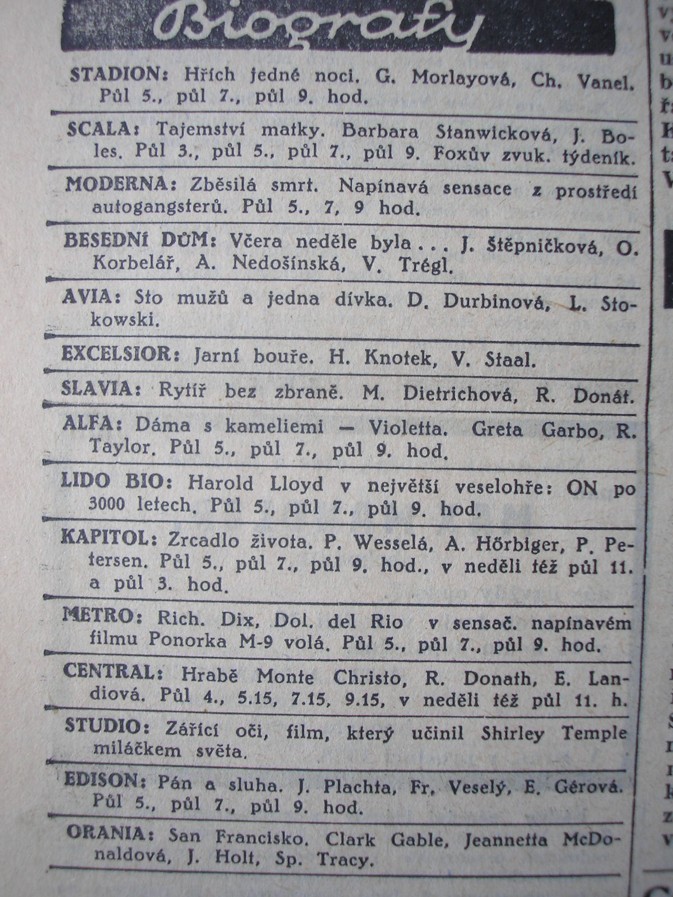 Biografy
STADION: Hřích jedné noci. G. Morlayová, Ch. Vanel.
Půl 5., půl 7., půl 9. hod.
SCALA: Tajemství matky. Barbara Stanwicková, J. Bo-
les. Půl 3., půl 5., půl 7., půl 9. Foxův zvuk. týdeník.
MODERNA: Zběsilá smrt. Napínavá sensace z prostředí
autogangsterů. Půl 5., 7, 9 hod.
BESEDNÍ DŮM: Včera neděle byla... J. Štěpničková, O.
Korbelář, A. Nedošínská, V. Trégl.
AVIA: Sto mužů a jedna dívka. D. Durbinová, L. Sto-
kowski.
EXCELSIOR: Jarní bouře. H. Knotek, V. Staal.
SLAVIA: Rytíř bez zbraně. M. Dietrichová, R. Donát.
ALFA: Dáma s kameliemi — Violetta. Greta Garbo, R.
Taylor. Půl 5., půl 7., půl 9. hod.
LIDO BIO: Harold Lloyd v největší veselohře: ON po
3000 letech. Půl 5., půl 7., půl 9. hod.
KAPITOL: Zrcadlo života. P. Wesselá, A. Hörbiger, P. Pe-
tersen. Půl 5., půl 7., půl 9. hod., v neděli též půl 11.
a půl 3. hod.
METRO: Rich. Dix, Dol. del Rio v sensač. napínavém
filmu Ponorka M-9 volá. Půl 5., půl 7., půl 9. hod.
CENTRAL: Hrabě Monte Christo, R. Donath, E. Lan-
diová. Půl 4., 5.15, 7.15, 9.15, v neděli též půl 11. h.
STUDIO: Zářící oči, film, který učinil Shirley Temple
miláčkem světa.
EDISON: Pán a sluha. J. Plachta, Fr. Veselý, E. Gérová.
Půl 5., půl 7., půl 9. hod.
ORANIA: San Francisko. Clark Gable, Jeannetta McDo-
naldová, J. Holt, Sp. Tracy.